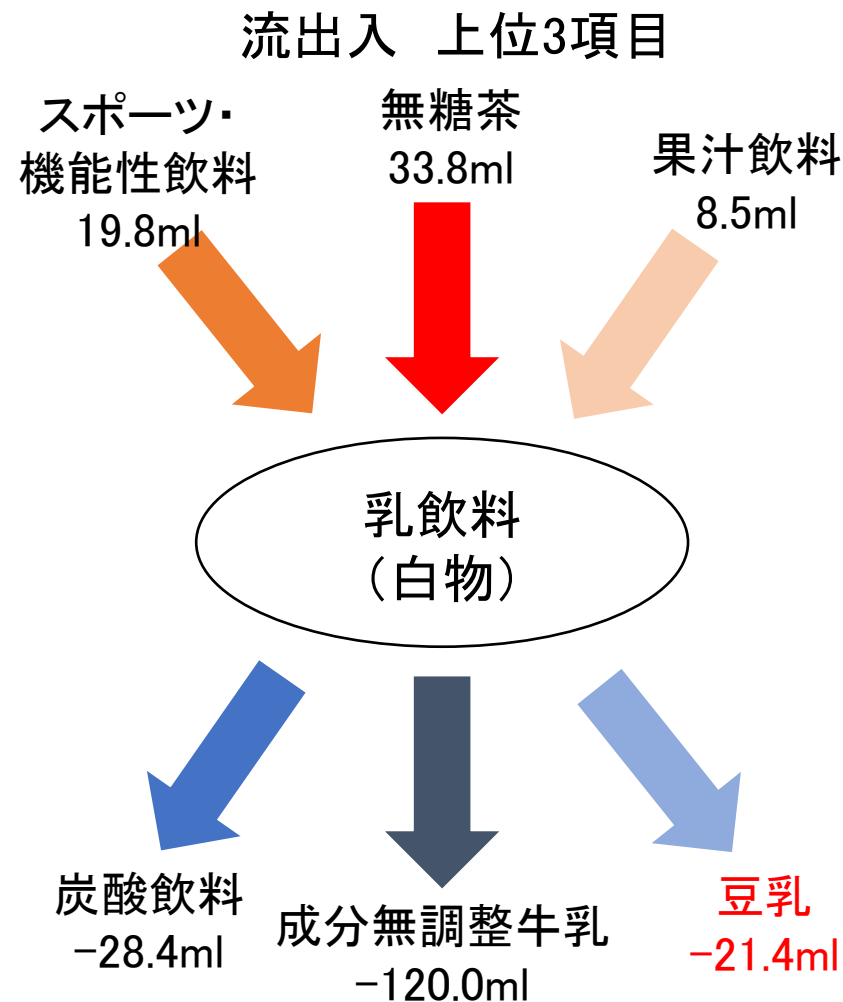 流出入　上位3項目
スポーツ・
機能性飲料
19.8ml
無糖茶
33.8ml
果汁飲料
8.5ml
乳飲料
（白物）
炭酸飲料
-28.4ml
成分無調整牛乳
-120.0ml
豆乳
-21.4ml